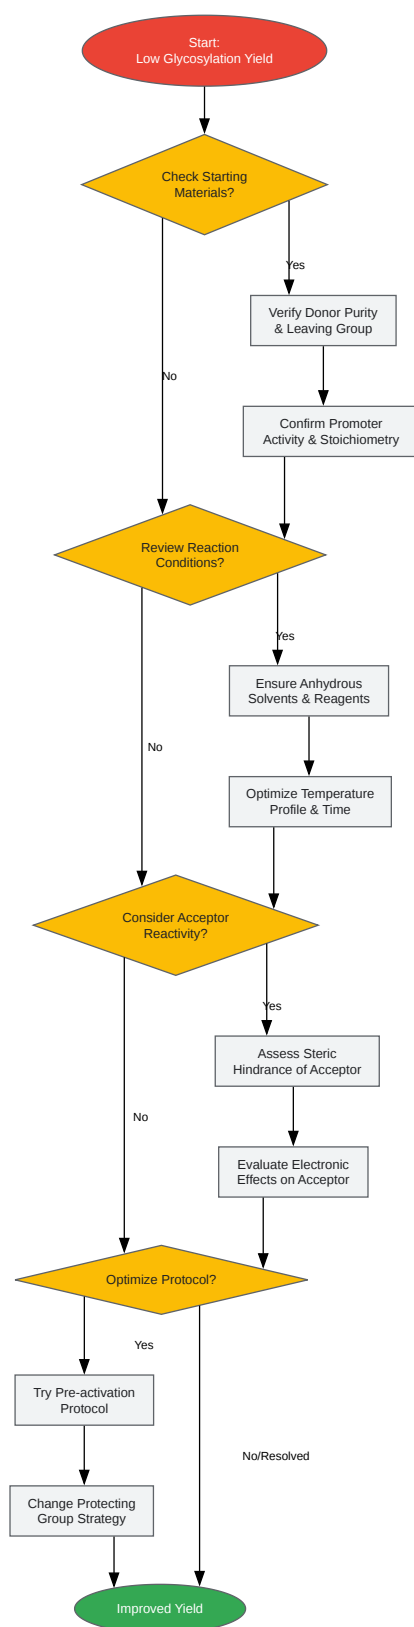 Start:
Low Glycosylation Yield
Check Starting
Materials?
Yes
Verify Donor Purity
& Leaving Group
No
Confirm Promoter
Activity & Stoichiometry
Review Reaction
Conditions?
Yes
Ensure Anhydrous
Solvents & Reagents
No
Optimize Temperature
Profile & Time
Consider Acceptor
Reactivity?
Yes
Assess Steric
Hindrance of Acceptor
No
Evaluate Electronic
Effects on Acceptor
Optimize Protocol?
Yes
Try Pre-activation
Protocol
No/Resolved
Change Protecting
Group Strategy
Improved Yield